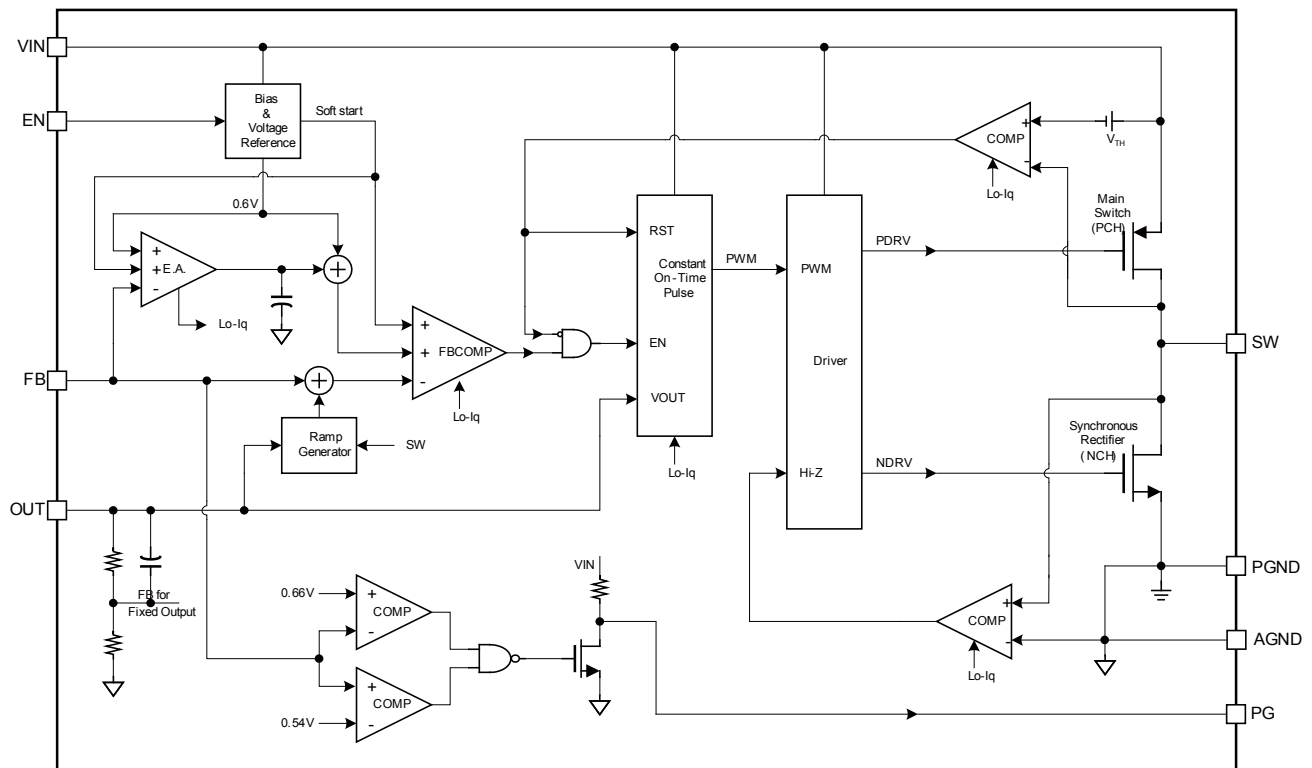 VIN
EN
Bias
&
Voltage
Reference
Soft start
COMP
+
-
V_TH
Lo-Iq
0.6V
Main
Switch
(PCH)
RST
PDRV
+
+
-
E.A.
+
Constant
On-Time
Pulse
PWM
PWM
Lo-Iq
+
+
-
FBCOMP
EN
Driver
SW
FB
+
Lo-Iq
VOUT
Ramp
Generator
SW
Synchronous
Rectifier
(NCH)
Lo-Iq
Hi-Z
NDRV
OUT
VIN
PGND
FB for
Fixed Output
0.66V
+
-
COMP
COMP
+
-
AGND
Lo-Iq
+
-
COMP
0.54V
PG